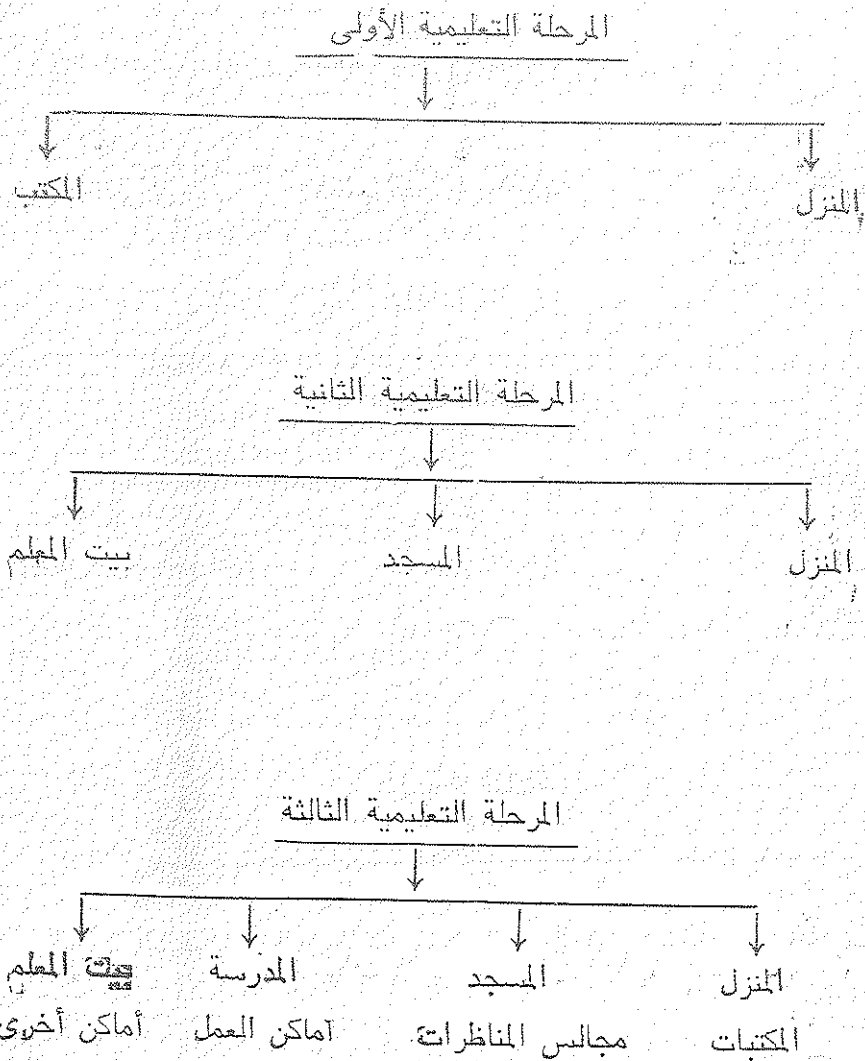 المرحلة التعليمية الأولى
المنزل المكتب
المرحلة التعليمية الثانية
المنزل المسجد بيت المعلم
المرحلة التعليمية الثالثة
المنزل المسجد المدرسة بيت المعلم
المكتبات مجالس المناظرات أماكن العمل أماكن أخرى